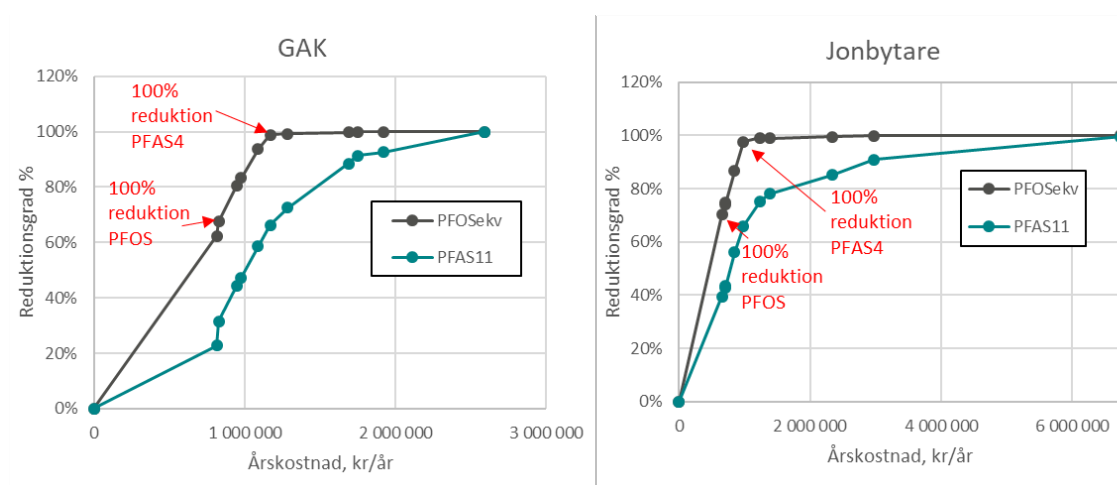 GAK
120%
100%
80%
60%
40%
20%
0%
Reduktionsgrad %
100%
reduktion
PFAS4
100%
reduktion
PFOS
PFOSekv
PFAS11
0
1 000 000
2 000 000
3 000 000
Årskostnad, kr/år
Jonbytare
120%
100%
80%
60%
40%
20%
0%
Reduktionsgrad %
PFOSekv
PFAS11
100%
reduktion
PFAS4
100%
reduktion
PFOS
0
2 000 000
4 000 000
6 000 000
Årskostnad, kr/år